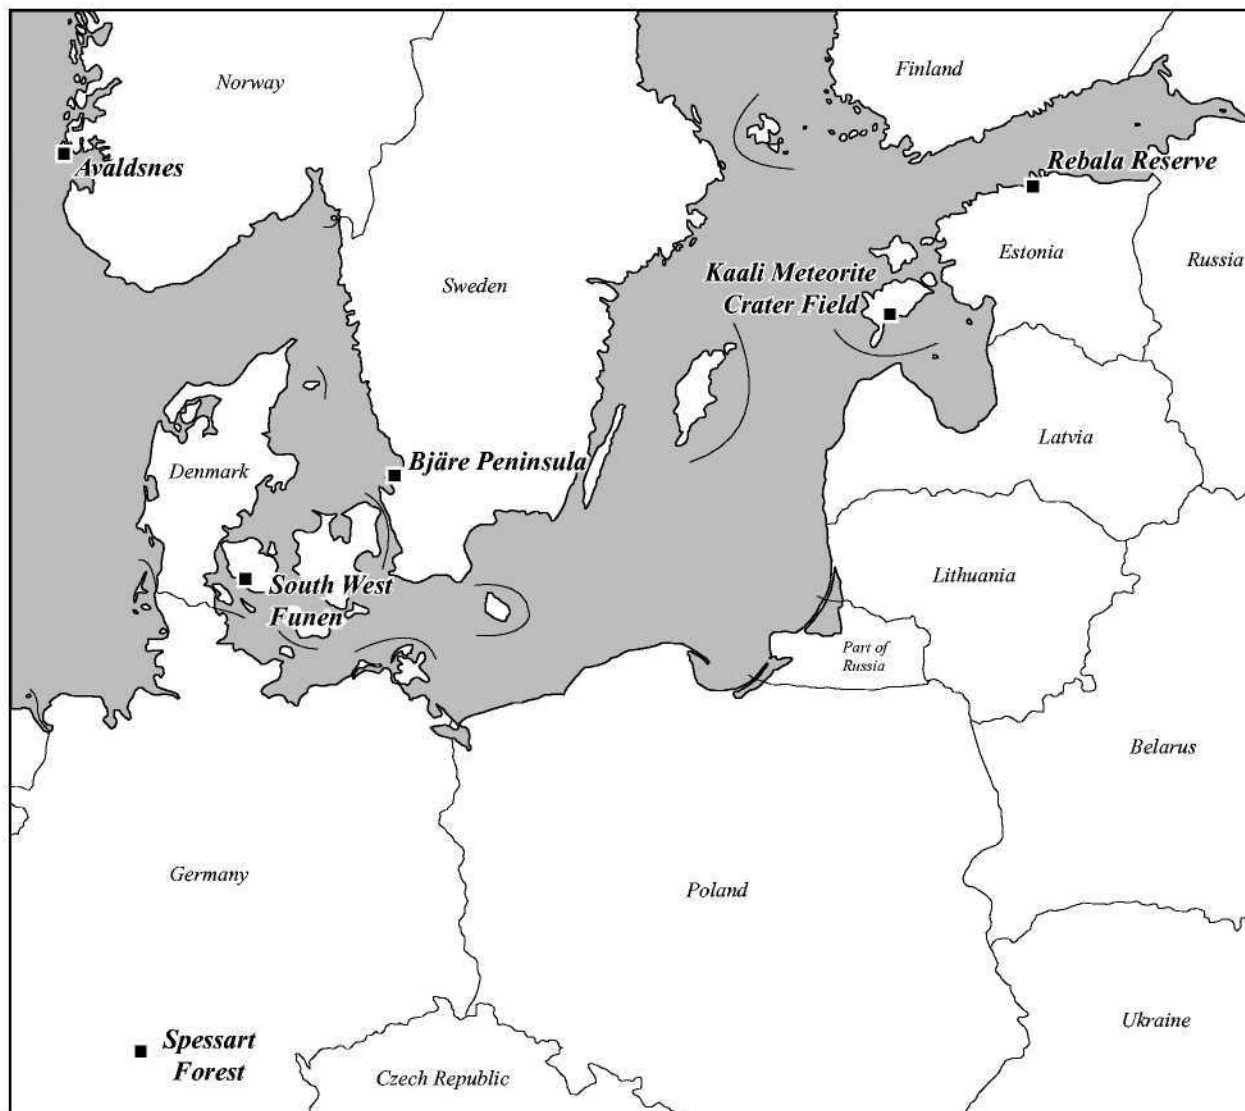 Finland
Norway
Avaldsnes
Rebala Reserve
Estonia
Russia
Kaali Meteorite
Crater Field
Sweden
Latvia
Bjäre Peninsula
Denmark
Lithuania
South West
Funen
Part of
Russia
Belarus
Germany
Poland
Ukraine
Spessart
Forest
Czech Republic